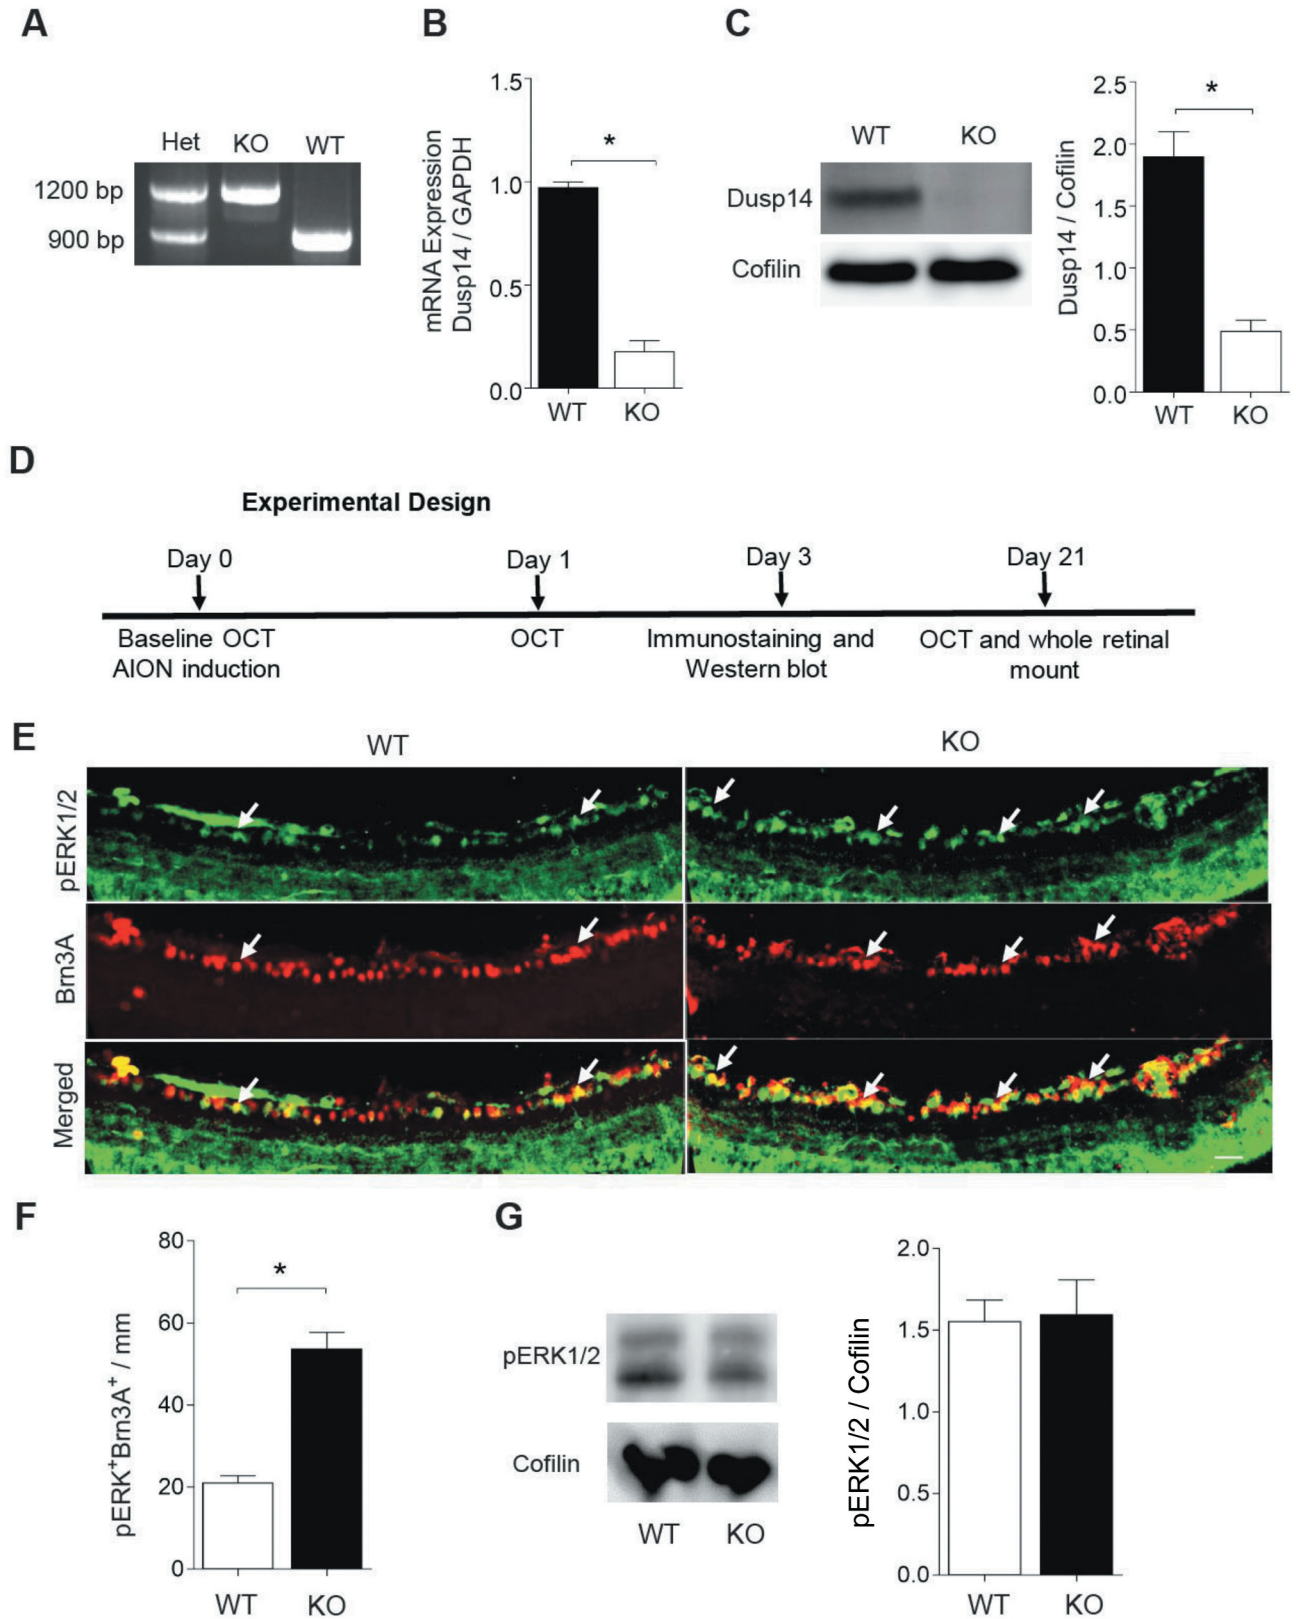 A
Het KO WT
1200 bp
900 bp
B
mRNA Expression
Dusp14 / GAPDH
1.5
1.0
0.5
0.0
*
WT KO
C
WT KO
Dusp14
Cofilin
Dusp14 / Cofilin
2.5
2.0
1.5
1.0
0.5
0.0
*
WT KO
D
Experimental Design
Day 0 Day 1 Day 3 Day 21
Baseline OCT
AION induction
OCT
Immunostaining and
Western blot
OCT and whole retinal
mount
E
WT KO
pERK1/2
Brn3A
Merged
F
pERK+Brn3A+ / mm
80
60
40
20
0
*
WT KO
G
pERK1/2
Cofilin
WT KO
pERK1/2 / Cofilin
2.0
1.5
1.0
0.5
0.0
WT KO